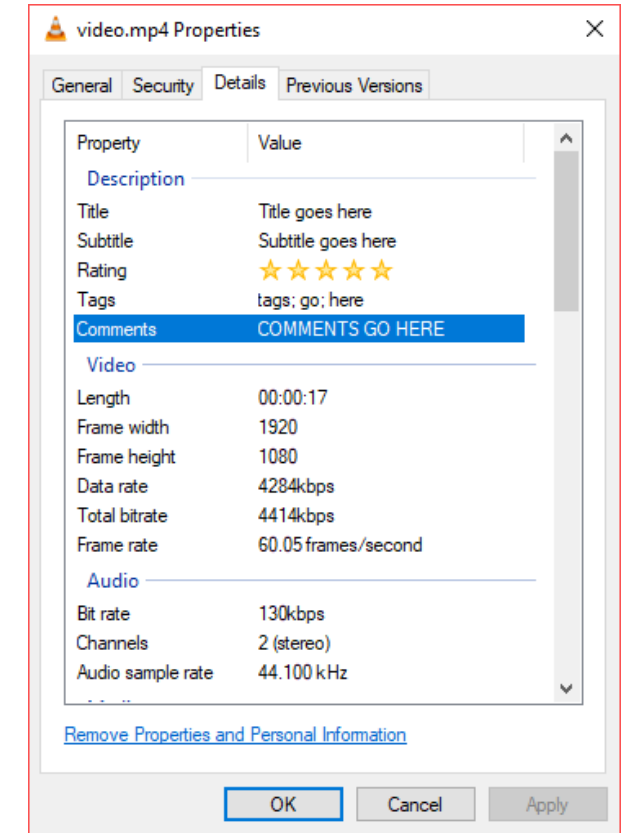 video.mp4 Properties
General Security Details Previous Versions
Property Value
Description
Title Title goes here
Subtitle Subtitle goes here
Rating
Tags tags; go; here
Comments COMMENTS GO HERE
Video
Length 00:00:17
Frame width 1920
Frame height 1080
Data rate 4284kbps
Total bitrate 4414kbps
Frame rate 60.05 frames/second
Audio
Bit rate 130kbps
Channels 2 (stereo)
Audio sample rate 44.100 kHz
Remove Properties and Personal Information
OK Cancel Apply